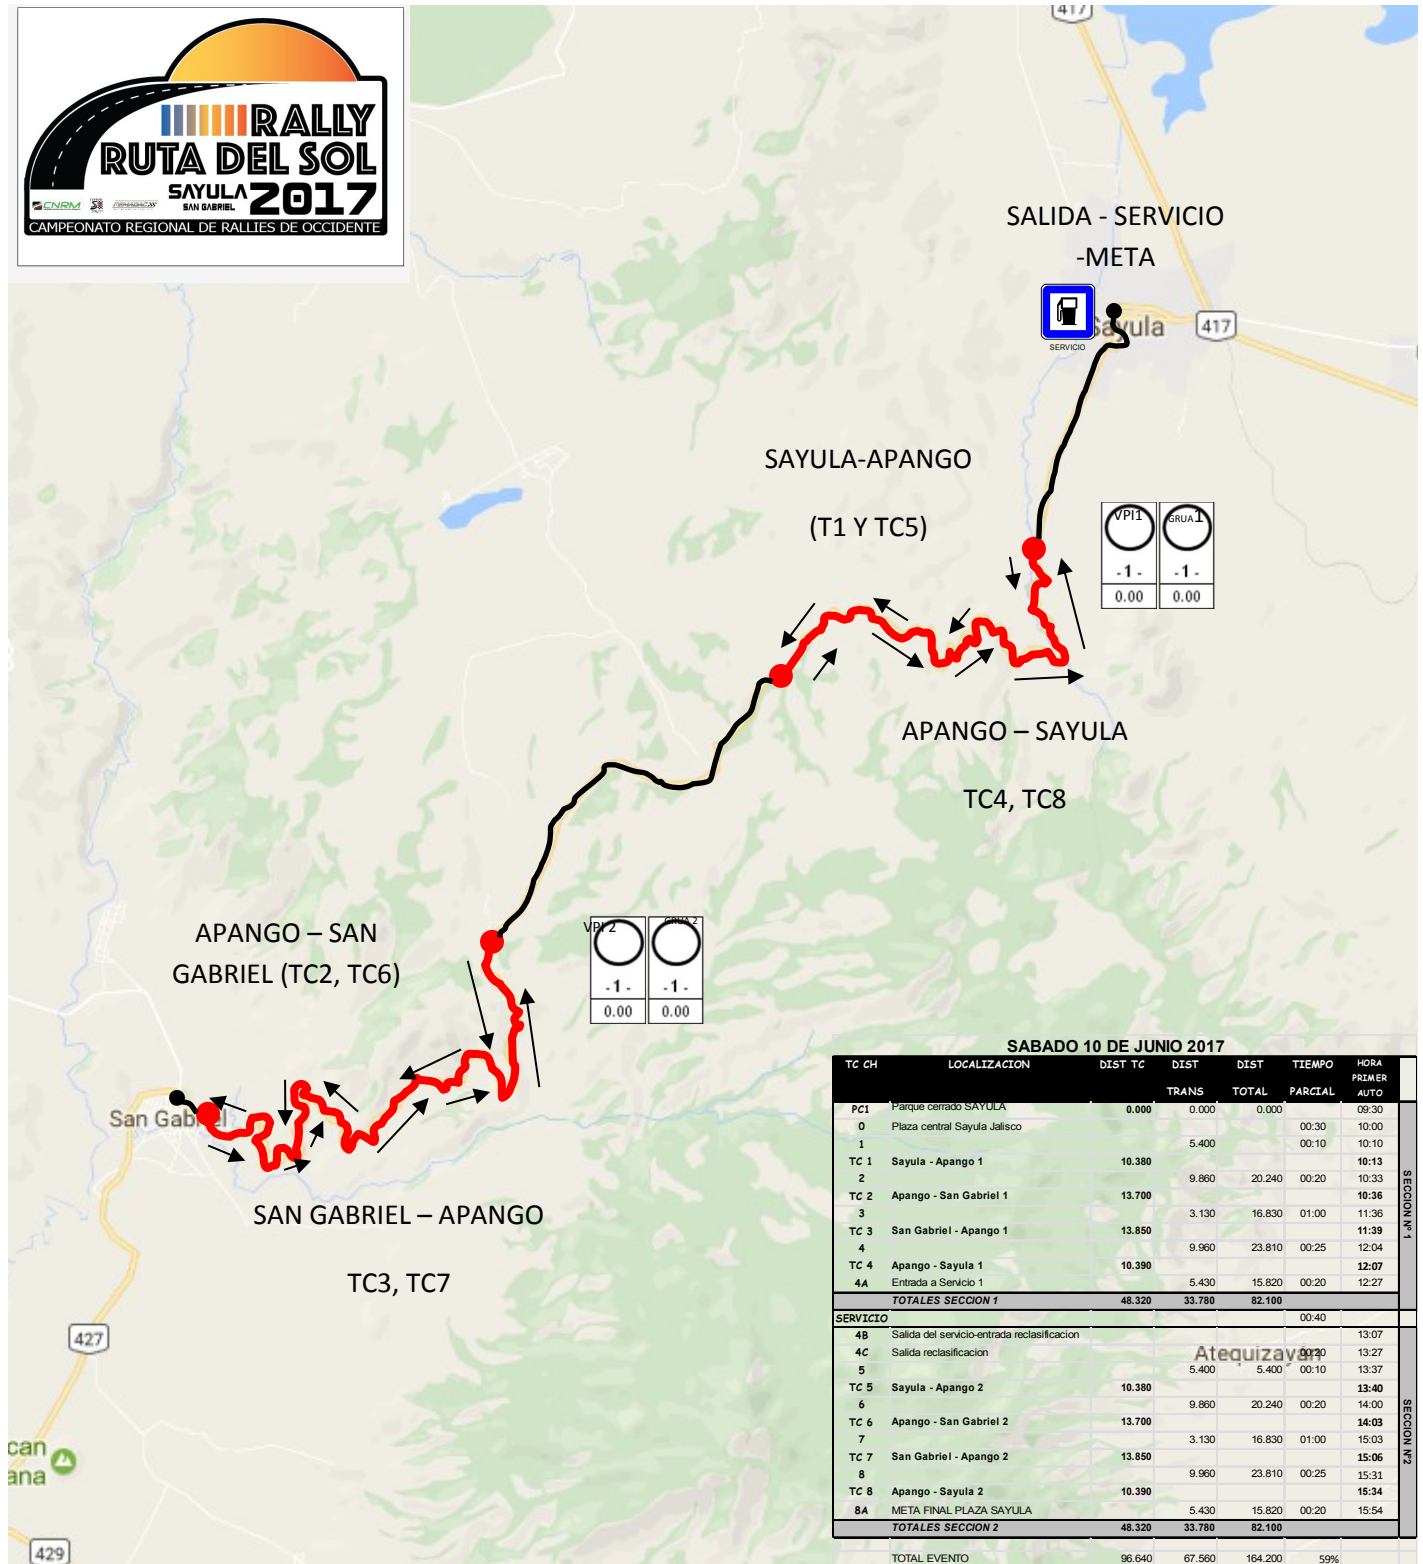 417
RALLY
RUTA DEL SOL
SAYULA 2017
SAN GABRIEL
CNRM
CAMPEONATO REGIONAL DE RALLIES DE OCCIDENTE
SALIDA - SERVICIO
-META
SERVICIO
Sayula
417
SAYULA-APANGO
(T1 Y TC5)
VPI1 GRUA 1
-1- -1-
0.00 0.00
APANGO – SAYULA
TC4, TC8
APANGO – SAN
GABRIEL (TC2, TC6)
VPI 2 GRUA 2
-1- -1-
0.00 0.00
San Gabriel
SAN GABRIEL – APANGO
TC3, TC7
427
429
SABADO 10 DE JUNIO 2017
TC CH LOCALIZACION DIST TC DIST TRANS DIST TOTAL TIEMPO PARCIAL HORA PRIMER AUTO
PC1 Parque cerrado SAYULA 0.000 0.000 0.000 09:30
0 Plaza central Sayula Jalisco 00:30 10:00
1 5.400 00:10 10:10
TC 1 Sayula - Apango 1 10.380 10:13
2 9.860 20.240 00:20 10:33
TC 2 Apango - San Gabriel 1 13.700 10:36
3 3.130 16.830 01:00 11:36
TC 3 San Gabriel - Apango 1 13.850 11:39
4 9.960 23.810 00:25 12:04
TC 4 Apango - Sayula 1 10.390 12:07
4A Entrada a Servicio 1 5.430 15.820 00:20 12:27
TOTALES SECCION 1 48.320 33.780 82.100
SECCION Nº 1
SERVICIO 00:40
4B Salida del servicio-entrada reclasificacion 13:07
4C Salida reclasificacion 00:20 13:27
Atequizayán
5 5.400 5.400 00:10 13:37
TC 5 Sayula - Apango 2 10.380 13:40
6 9.860 20.240 00:20 14:00
TC 6 Apango - San Gabriel 2 13.700 14:03
7 3.130 16.830 01:00 15:03
TC 7 San Gabriel - Apango 2 13.850 15:06
8 9.960 23.810 00:25 15:31
TC 8 Apango - Sayula 2 10.390 15:34
8A META FINAL PLAZA SAYULA 5.430 15.820 00:20 15:54
TOTALES SECCION 2 48.320 33.780 82.100
SECCION Nº2
TOTAL EVENTO 96.640 67.560 164.200 59%
can
ana